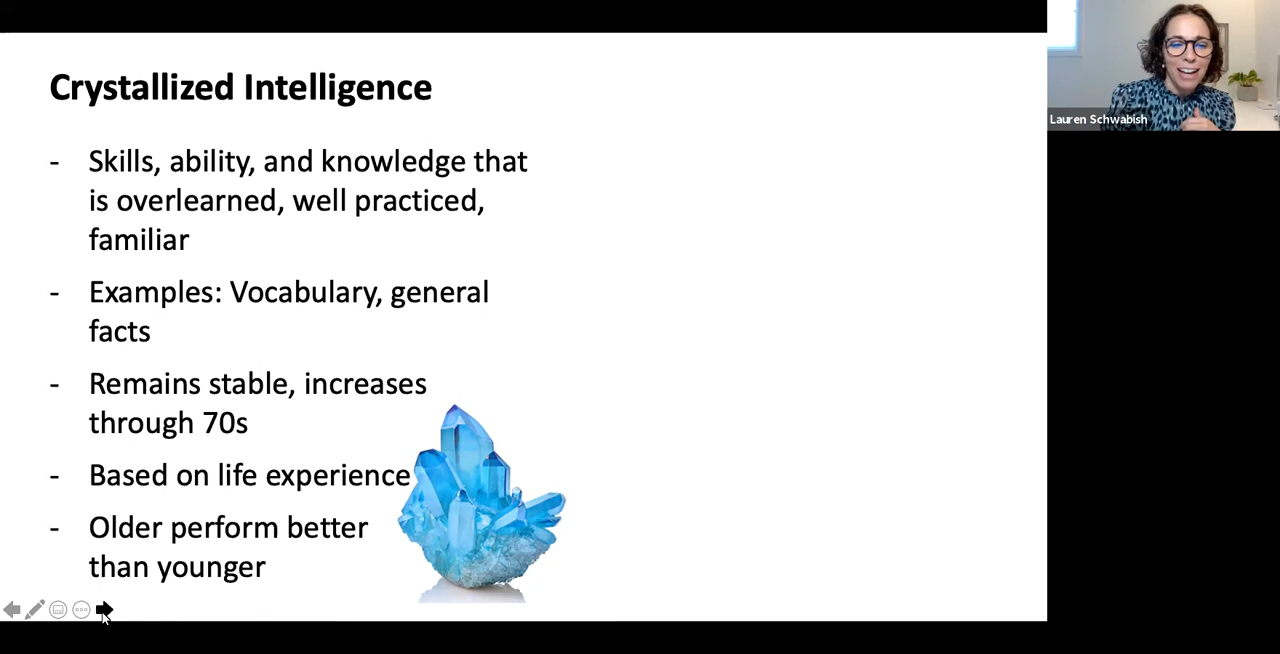 Crystallized Intelligence
- Skills, ability, and knowledge that
is overlearned, well practiced,
familiar
- Examples: Vocabulary, general
facts
- Remains stable, increases
through 70s
- Based on life experience
- Older perform better
than younger
Lauren Schwabish